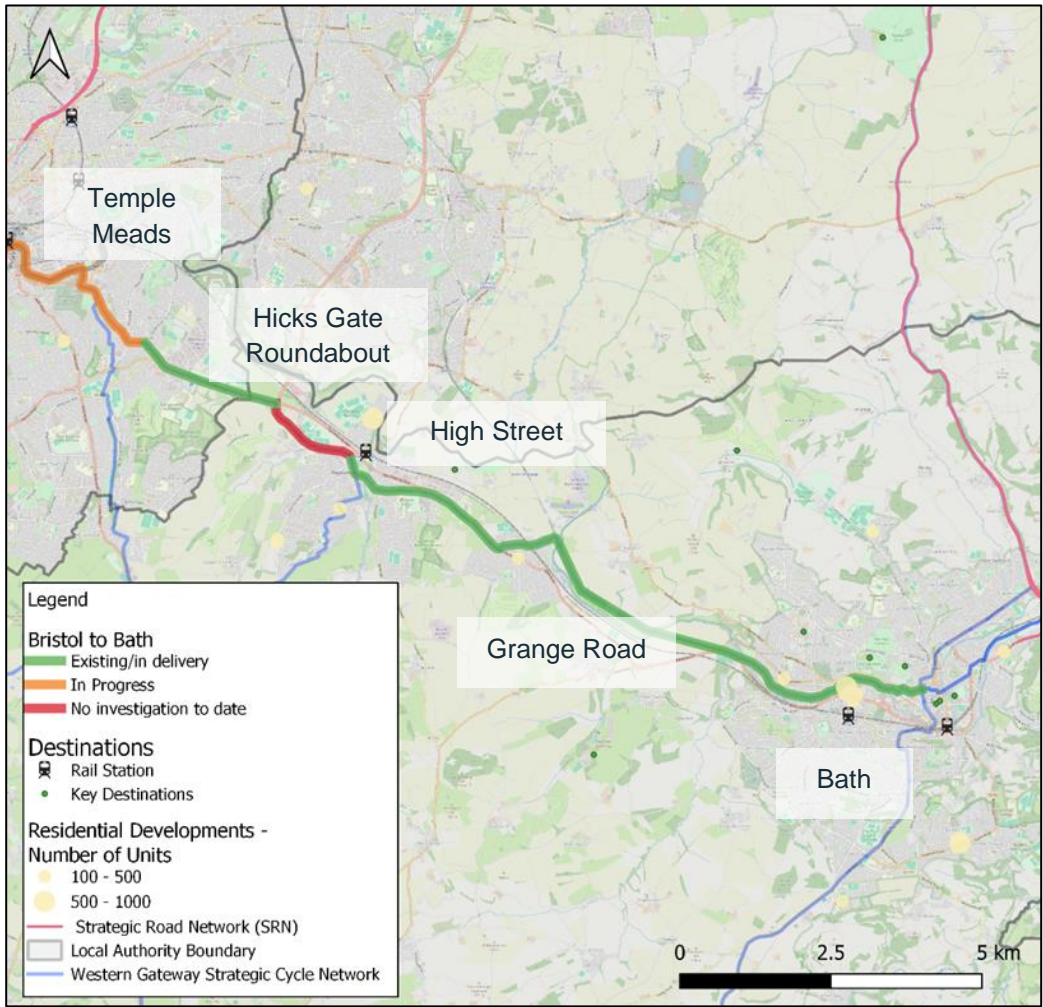 Temple
Meads
Hicks Gate
Roundabout
High Street
Grange Road
Bath
Legend
Bristol to Bath
Existing/in delivery
In Progress
No investigation to date
Destinations
Rail Station
Key Destinations
Residential Developments -
Number of Units
100 - 500
500 - 1000
Strategic Road Network (SRN)
Local Authority Boundary
Western Gateway Strategic Cycle Network
0 2.5 5 km